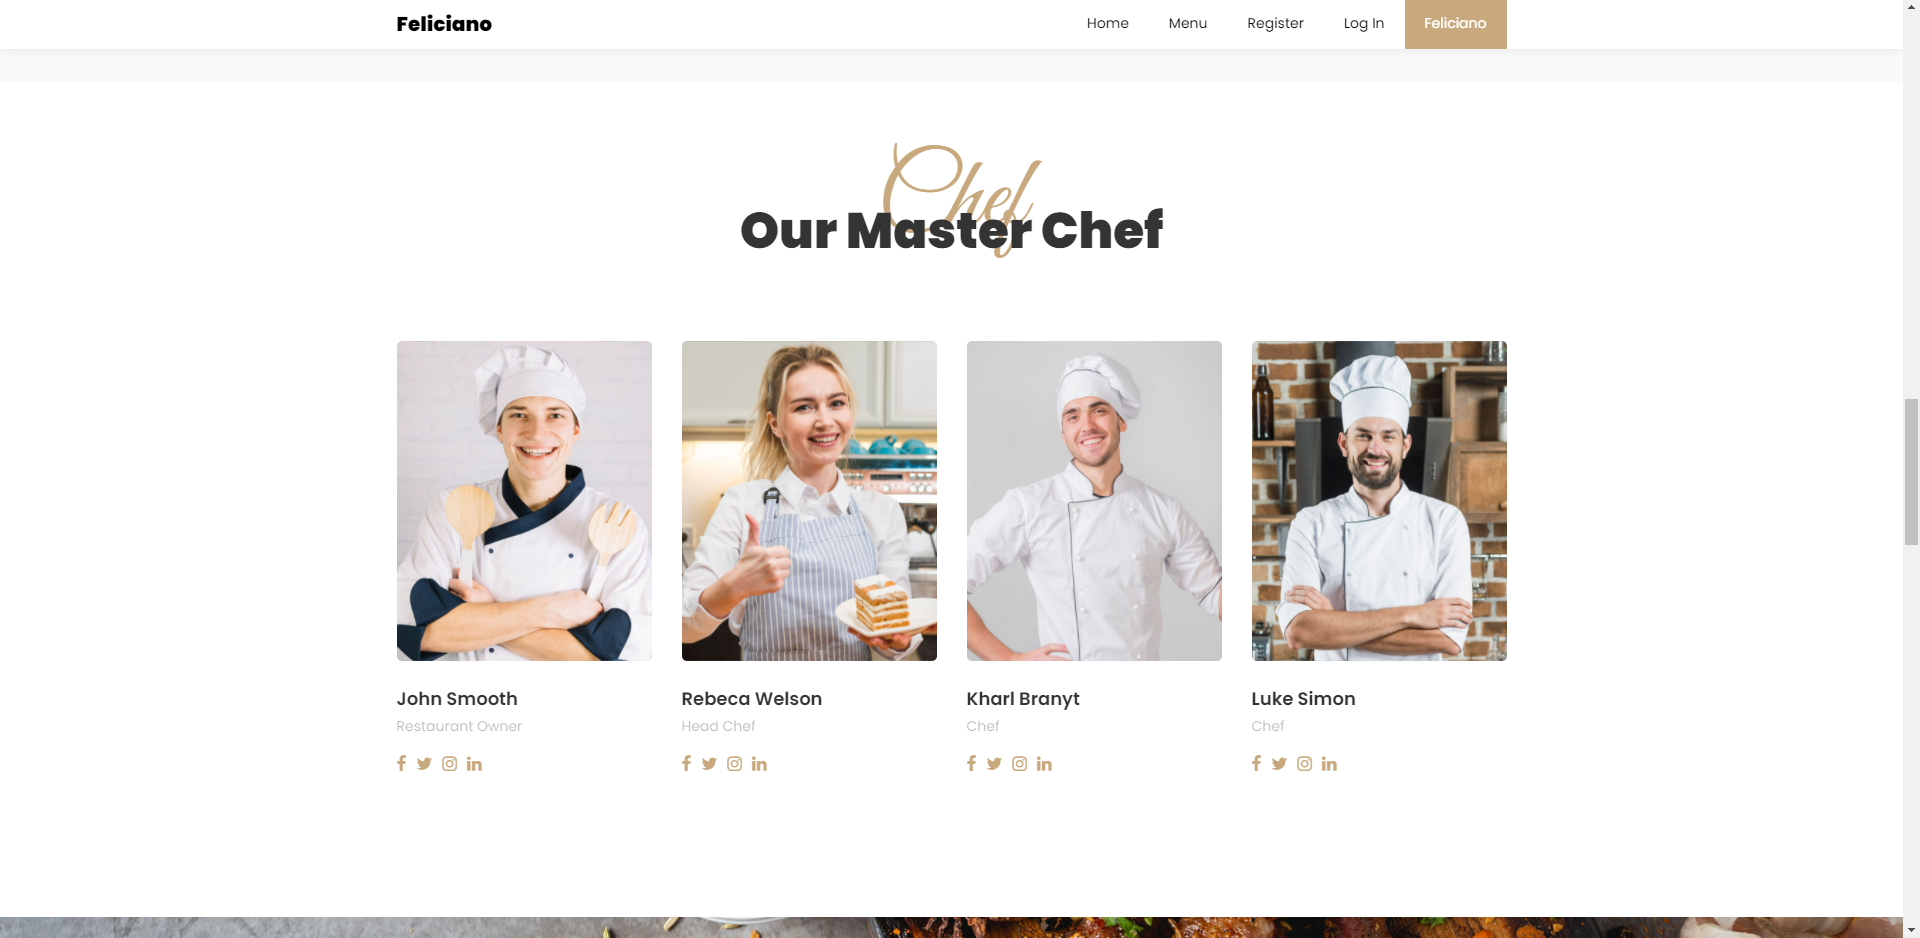 Feliciano
Home Menu Register Log In Feliciano
Chef
Our Master Chef
John Smooth
Restaurant Owner
Rebeca Welson
Head Chef
Kharl Branyt
Chef
Luke Simon
Chef